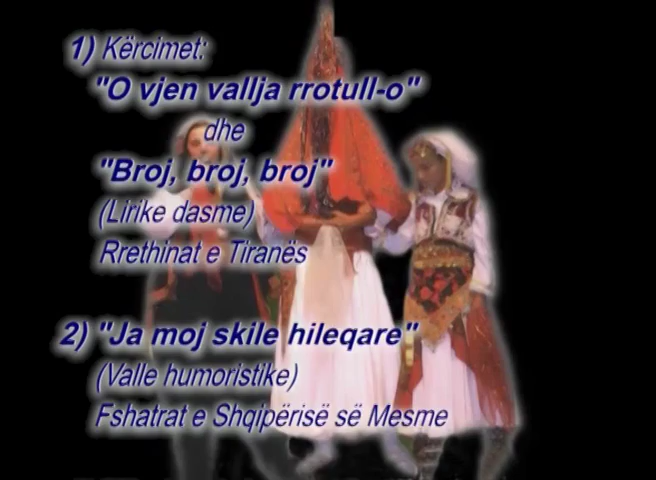 1) Kërcimet:
"O vjen vallja rrotull-o"
dhe
"Broj, broj, broj"
(Lirike dasme)
Rrethinat e Tiranës
2) "Ja moj skile hileqare"
(Valle humoristike)
Fshatrat e Shqipërisë së Mesme